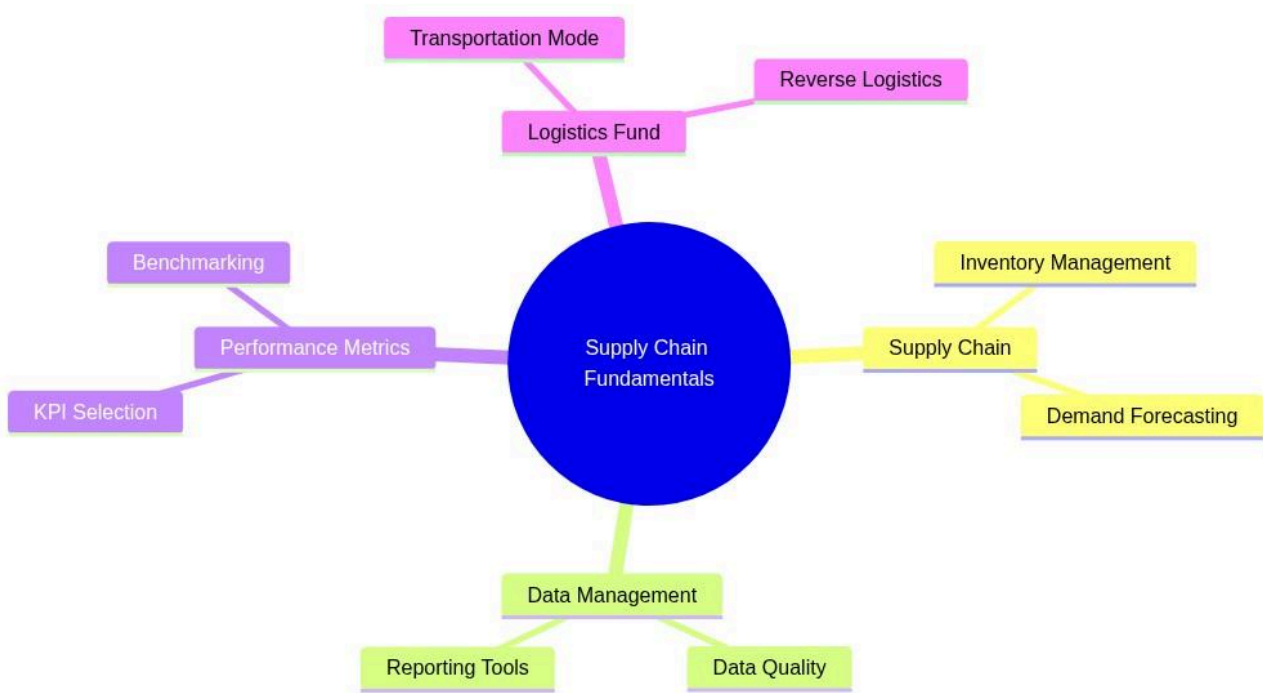 Transportation Mode
Reverse Logistics
Logistics Fund
Benchmarking
Inventory Management
Performance Metrics
Supply Chain
Fundamentals
Supply Chain
KPI Selection
Demand Forecasting
Data Management
Reporting Tools
Data Quality